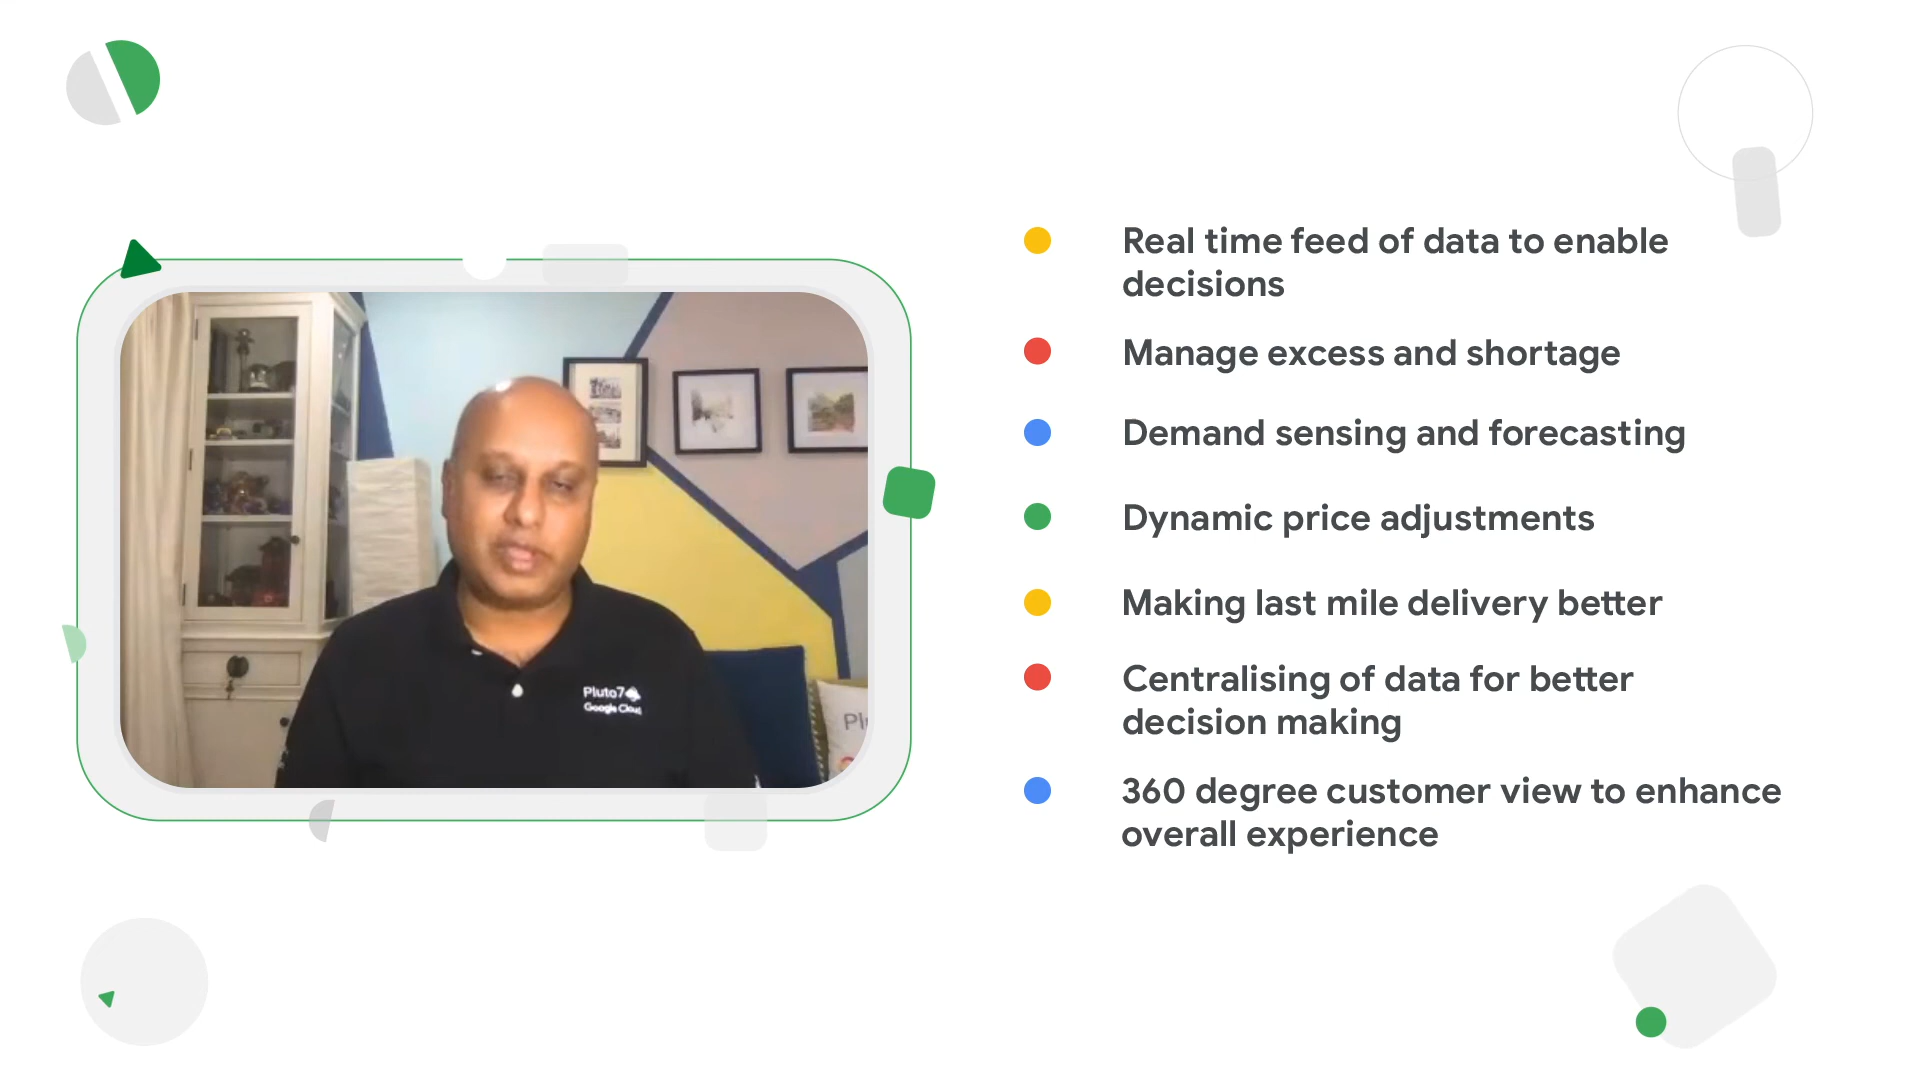 Real time feed of data to enable
decisions
Manage excess and shortage
Demand sensing and forecasting
Dynamic price adjustments
Making last mile delivery better
Centralising of data for better
decision making
360 degree customer view to enhance
overall experience
Pluto7
Google Cloud